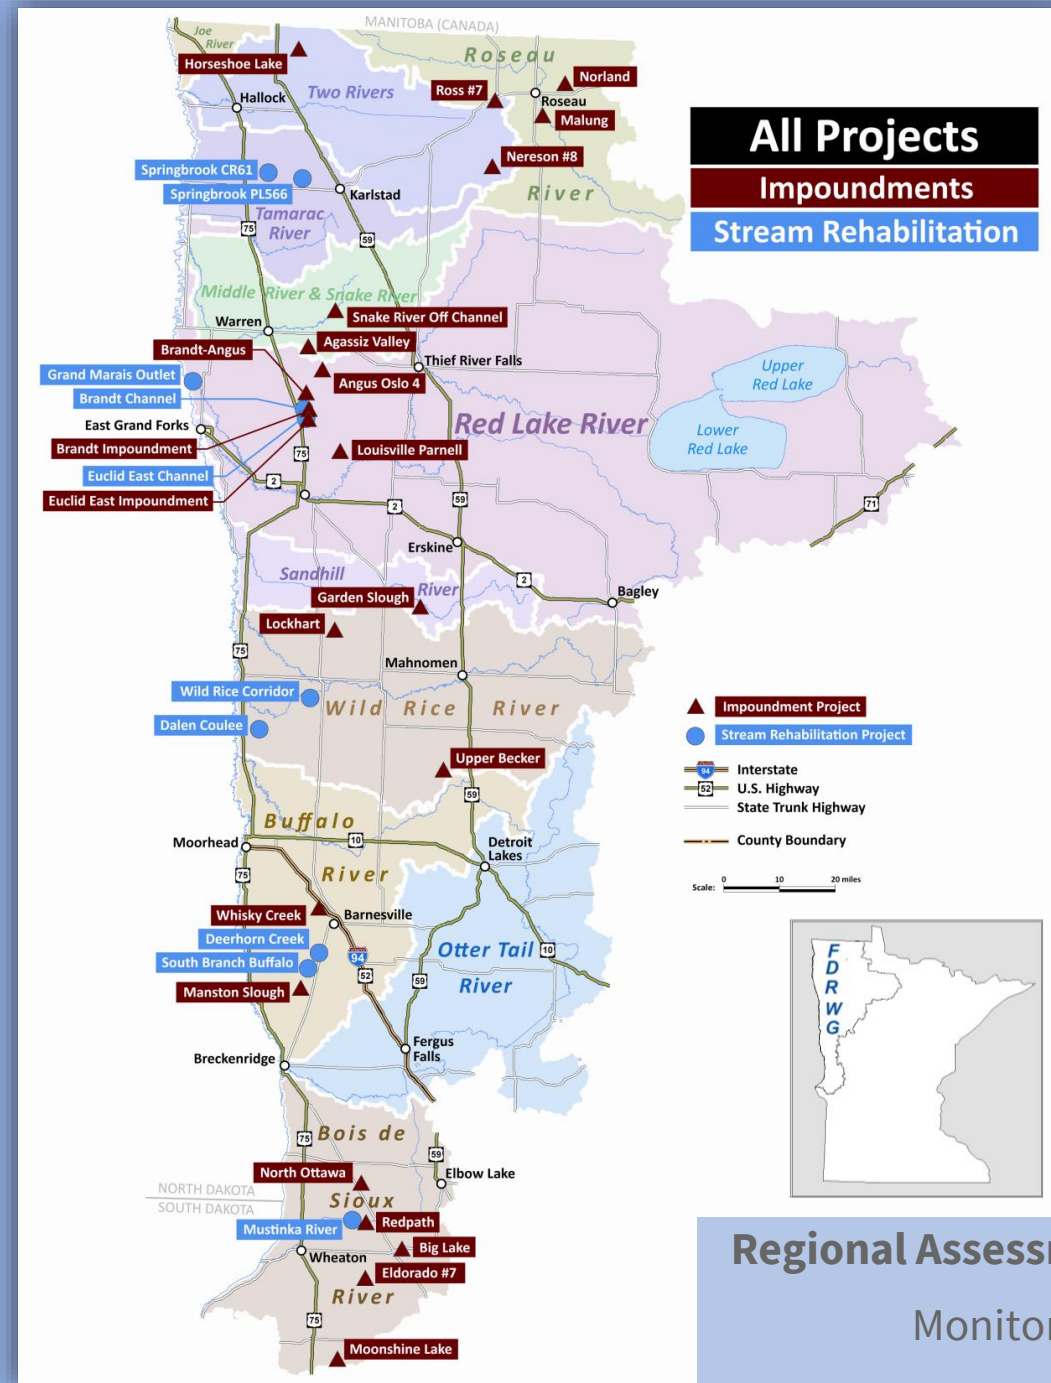 MANITOBA (CANADA)
Joe
River
Roseau
Horseshoe Lake
Norland
Two Rivers
Ross #7
Hallock
Roseau
Malung
All Projects
Nereson #8
Springbrook CR61
Impoundments
Springbrook PL566
Karlstad
River
Tamarac
River
75
59
Stream Rehabilitation
Middle River & Snake River
Snake River Off Channel
Warren
Agassiz Valley
Brandt-Angus
Thief River Falls
Grand Marais Outlet
Angus Oslo 4
Upper
Red Lake
Brandt Channel
East Grand Forks
Red Lake River
Lower
Red Lake
Brandt Impoundment
75
Louisville Parnell
Euclid East Channel
2
Euclid East Impoundment
2
59
71
Erskine
Sandhill
River
2
Bagley
Garden Slough
Lockhart
75
Mahnomen
Wild Rice Corridor
Wild Rice River
Dalen Coulee
Impoundment Project
Stream Rehabilitation Project
Upper Becker
94
Interstate
59
52
U.S. Highway
State Trunk Highway
Buffalo
Moorhead
10
Detroit
Lakes
County Boundary
75
River
Scale:
0
10
20 miles
Whisky Creek
Barnesville
Deerhorn Creek
94
Otter Tail
10
South Branch Buffalo
52
59
River
Manston Slough
F
D
R
W
G
Fergus
Falls
Breckenridge
75
Bois de
59
North Ottawa
Elbow Lake
NORTH DAKOTA
SOUTH DAKOTA
Sioux
Mustinka River
Redpath
Wheaton
Big Lake
Eldorado #7
River
75
Moonshine Lake
Regional Assess
Monito